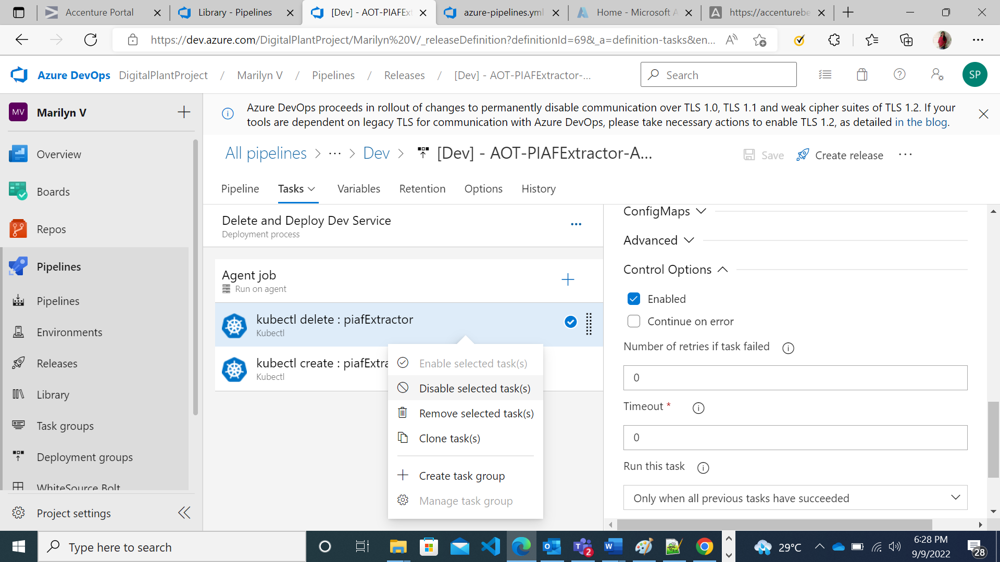 Accenture Portal
Library - Pipelines
[Dev] - AOT-PIAFExt
azure-pipelines.yml
Home - Microsoft A
https://accenturebe
https://dev.azure.com/DigitalPlantProject/Marilyn%20V/_releaseDefinition?definitionId=69&_a=definition-tasks&en...
Azure DevOps DigitalPlantProject / Marilyn V / Pipelines / Releases / [Dev] - AOT-PIAFExtractor-...
Search
SP
MV Marilyn V
Azure DevOps proceeds in rollout of changes to permanently disable communication over TLS 1.0, TLS 1.1 and weak cipher suites of TLS 1.2. If your
tools are dependent on legacy TLS for communication with Azure DevOps, please take necessary actions to enable TLS 1.2, as detailed in the blog.
Overview
Boards
Repos
Pipelines
Pipelines
Environments
Releases
Library
Task groups
Deployment groups
WhiteSource Bolt
Project settings
All pipelines > ... > Dev > [Dev] - AOT-PIAFExtractor-A...
Save
Create release
...
Pipeline
Tasks
Variables
Retention
Options
History
Delete and Deploy Dev Service
Deployment process
Agent job
Run on agent
kubectl delete : piafExtractor
Kubectl
kubectl create : piafExtra
Kubectl
Enable selected task(s)
Disable selected task(s)
Remove selected task(s)
Clone task(s)
Create task group
Manage task group
ConfigMaps
Advanced
Control Options
Enabled
Continue on error
Number of retries if task failed
0
Timeout *
0
Run this task
Only when all previous tasks have succeeded
Type here to search
2
29°C
6:28 PM
9/9/2022
28